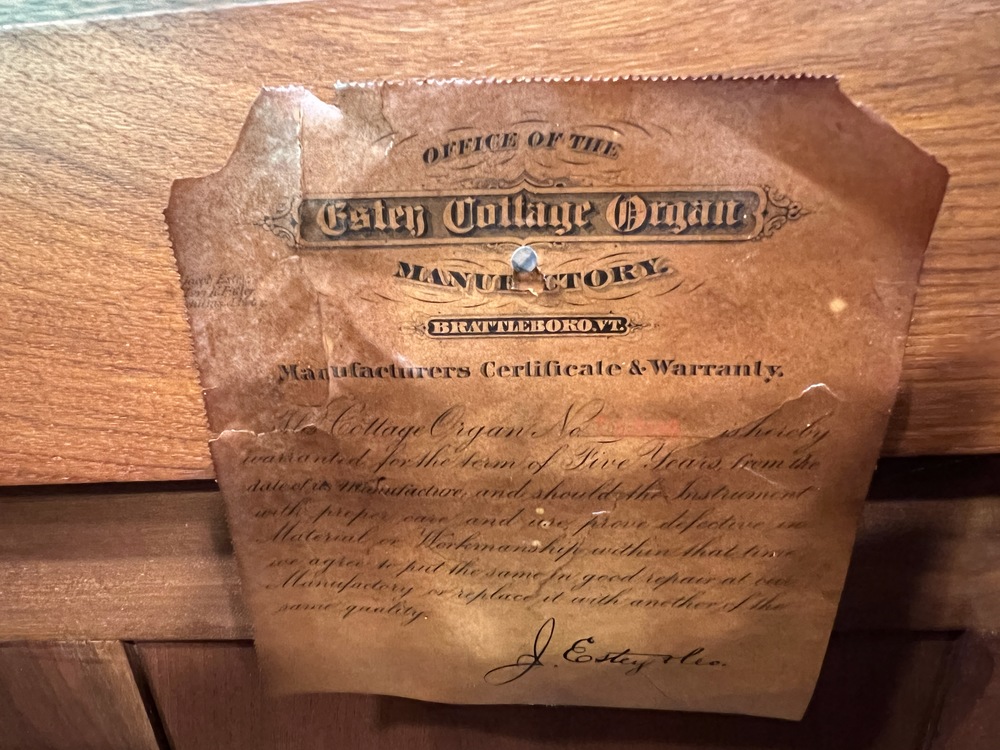 OFFICE OF THE
Estey Cottage Organ
MANUFACTORY.
BRATTLEBORO, VT.
Manufacturers Certificate & Warranty.
The Cottage Organ No is hereby
warranted for the term of Five Years, from the
date of its manufacture, and should the Instrument
with proper care and use, prove defective in
Material or Workmanship within that time
we agree to put the same in good repair at our
Manufactory or replace it with another of the
same quality.
J. Estey & Co.